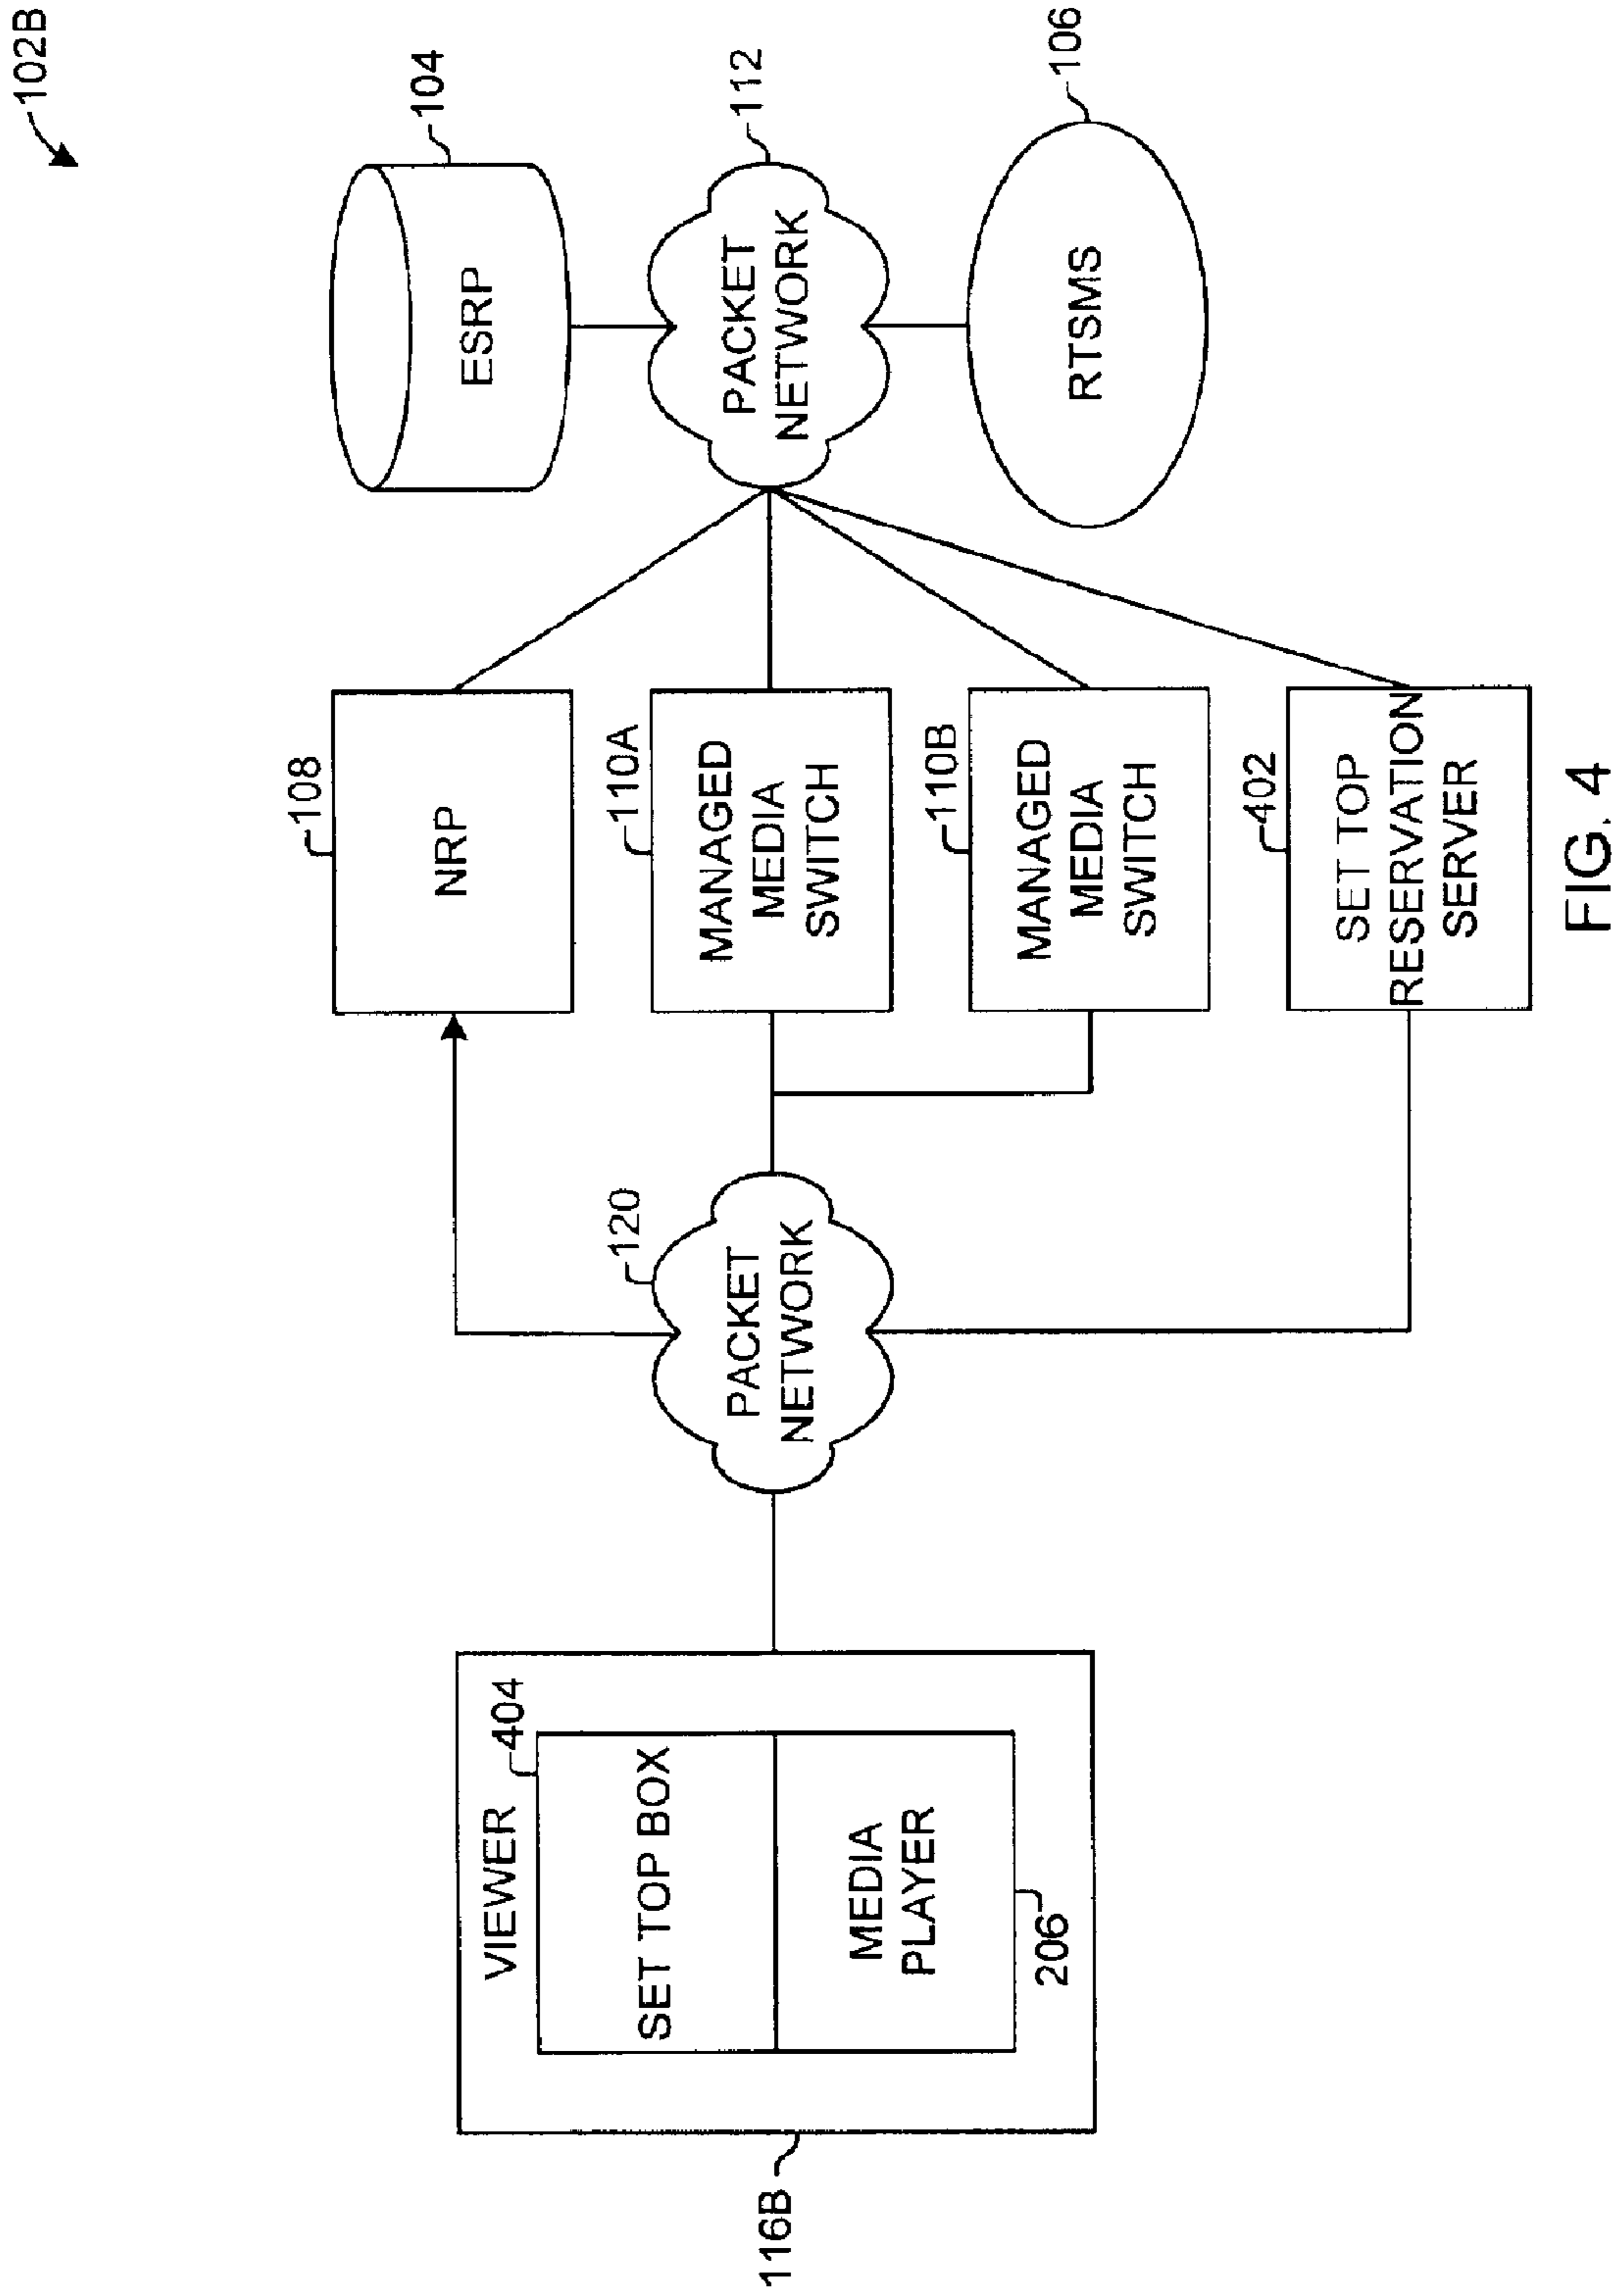 102B
104
ESRP
112
PACKET
NETWORK
106
RTSMS
108
NRP
110A
MANAGED
MEDIA
SWITCH
110B
MANAGED
MEDIA
SWITCH
402
SET TOP
RESERVATION
SERVER
120
PACKET
NETWORK
VIEWER
404
SET TOP BOX
MEDIA
PLAYER
206
116B
FIG. 4